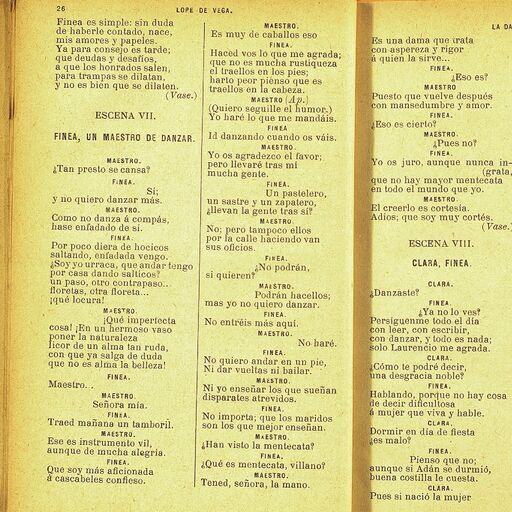 26
LOPE DE VEGA.
Finea es simple: sin duda
de haberle contado, nace,
mis amores y papeles.
Ya para consejo es tarde;
que deudas y desafíos,
a que los honrados salen,
para trampas se dilatan,
y no es bien que se dilaten.
(Vase.)
ESCENA VII.
FINEA, UN MAESTRO DE DANZAR.
MAESTRO.
¿Tan presto se cansa?
FINEA.
Sí;
y no quiero danzar más.
MAESTRO.
Como no danza á compás,
hase enfadado de sí.
FINEA.
Por poco diera de hocicos
saltando, enfadada vengo.
¿Soy yo urraca, que andar tengo
por casa dando salticos?
un paso, otro contrapaso..
floretas, otra floreta...
¡qué locura!
MAESTRO.
¡Qué imperfecta
cosa! ¡En un hermoso vaso
poner la naturaleza
licor de un alma tan ruda,
con que ya salga de duda
que no es alma la belleza!
FINEA.
Maestro...
MAESTRO.
Señora mía.
FINEA.
Traed mañana un tamboril.
MAESTRO.
Ese es instrumento vil,
aunque de mucha alegría.
FINEA.
Que soy más aficionada
á cascabeles confieso.
MAESTRO.
Es muy de caballos eso
FINEA.
Haced vos lo que me agrada;
que no es mucha rustiqueza
el traellos en los pies;
harto peor pienso que es
traellos en la cabeza.
MAESTRO (Ap.)
(Quiero seguille el humor.)
Yo haré lo que me mandáis.
FINEA
Id danzando cuando os váis.
MAESTRO.
Yo os agradezco el favor;
pero llevaré tras mí
mucha gente.
FINEA.
Un pastelero,
un sastre y un zapatero,
¿llevan la gente tras sí?
MAESTRO.
No; pero tampoco ellos
por la calle haciendo van
sus oficios.
FINEA.
¿No podrán,
si quieren?
MAESTRO.
Podrán hacellos;
mas yo no quiero danzar.
FINEA.
No entréis más aquí.
MAESTRO.
No haré.
FINEA.
No quiero andar en un pie,
Ni dar vueltas ni bailar.
MAESTRO.
Ni yo enseñar los que sueñan
disparates atrevidos.
FINEA.
No importa; que los maridos
son los que mejor enseñan.
MAESTRO.
¿Han visto la mentecata?
FINEA.
¿Qué es mentecata, villano?
MAESTRO.
Tened, señora, la mano.
LA DA
Es una dama que trata
con aspereza y rigor
á quien la sirve...
FINEA.
¿Eso es?
MAESTRO
Puesto que vuelve después
con mansedumbre y amor.
FINEA.
¿Eso es cierto?
MAESTRO.
¿Pues no?
FINEA.
Yo os juro, aunque nunca in-
(grata,
que no hay mayor mentecata
en todo el mundo que yo.
MAESTRO.
El creerlo es cortesía.
Adios; que soy muy cortés.
(Vase.)
ESCENA VIII.
CLARA, FINEA.
CLARA.
¿Danzaste?
FINEA.
¿Ya no lo ves?
Persíguenme todo el día
con leer, con escribir,
con danzar, y todo es nada;
solo Laurencio me agrada.
CLARA.
¿Cómo te podré decir,
una desgracia noble?
FINEA.
Hablando, porque no hay cosa
de decir dificultosa
á mujer que viva y hable.
CLARA.
Dormir en día de fiesta
¿es malo?
FINEA.
Pienso que no;
aunque si Adán se durmió,
buena costilla le cuesta.
CLARA.
Pues si nació la mujer